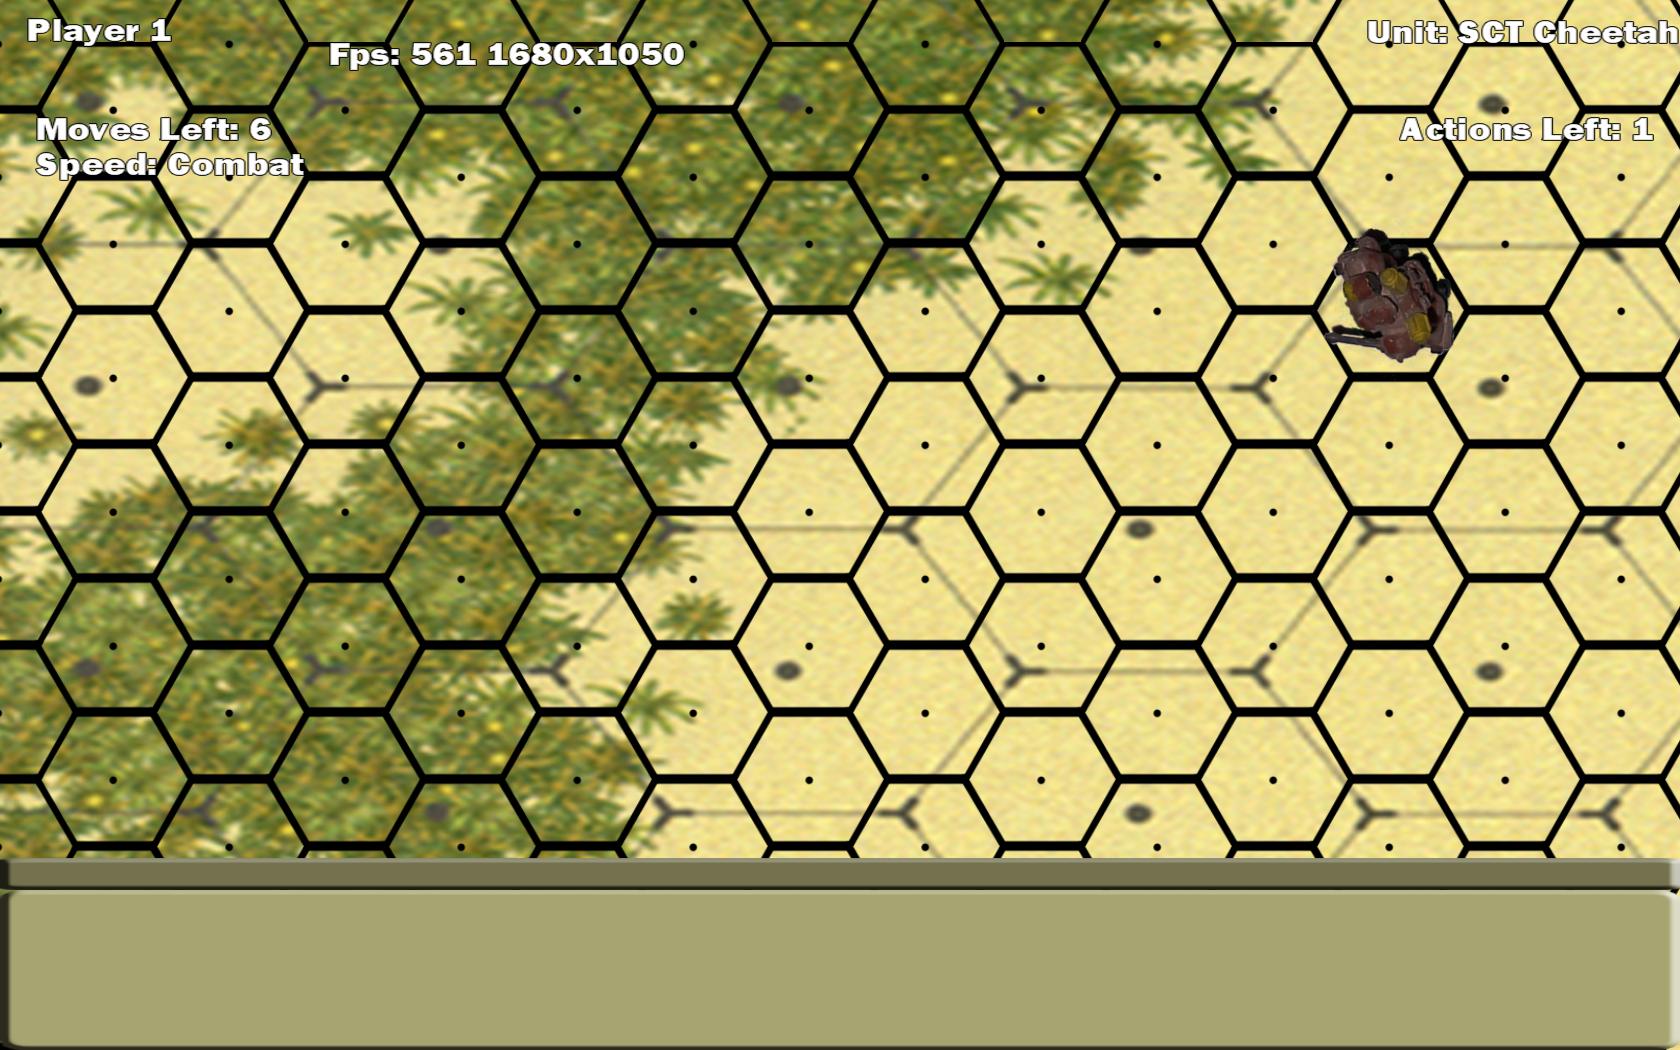 Player 1
Fps: 561 1680x1050
Unit: SCT Cheetah
Moves Left: 6
Speed: Combat
Actions Left: 1